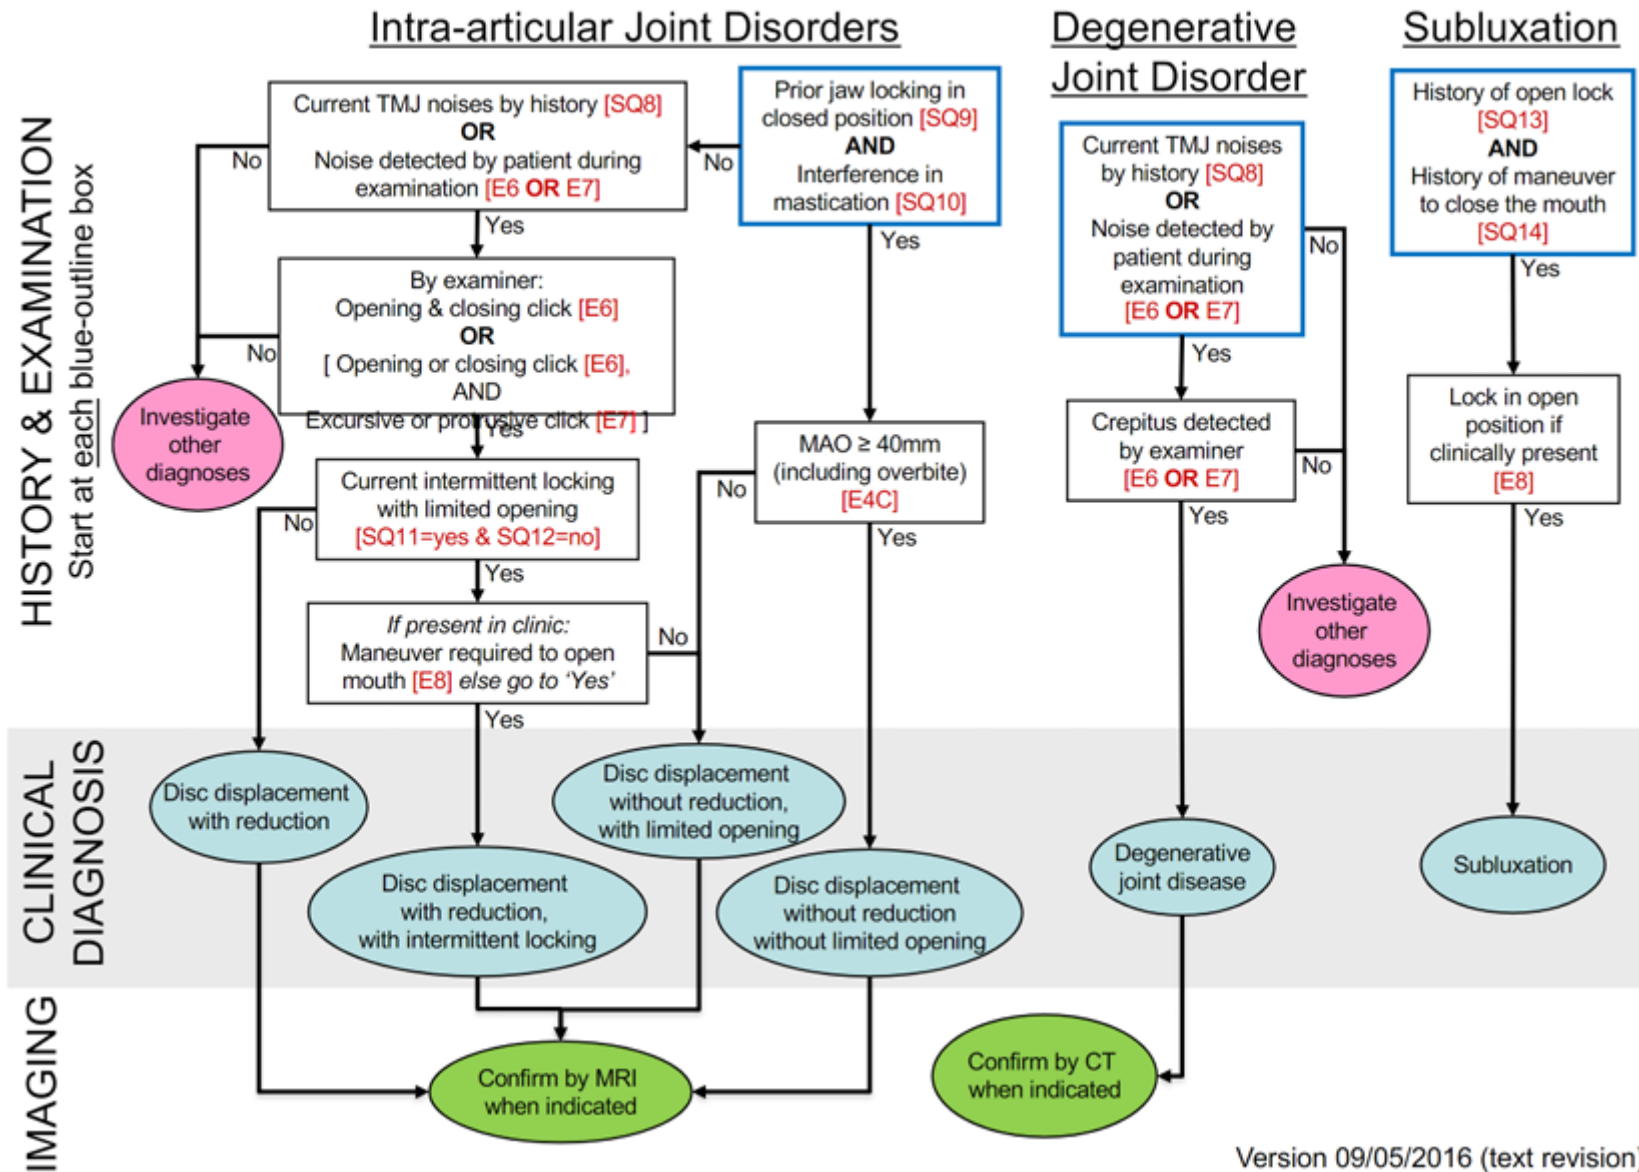 Intra-articular Joint Disorders
Degenerative
Joint Disorder
Subluxation
HISTORY & EXAMINATION
Start at each blue-outline box
Current TMJ noises by history [SQ8]
OR
Noise detected by patient during
examination [E6 OR E7]
No
Yes
Prior jaw locking in
closed position [SQ9]
AND
Interference in
mastication [SQ10]
No
Yes
By examiner:
Opening & closing click [E6]
OR
[ Opening or closing click [E6],
AND
Excursive or protrusive click [E7] ]
No
Yes
Investigate
other
diagnoses
Current intermittent locking
with limited opening
[SQ11=yes & SQ12=no]
No
Yes
If present in clinic:
Maneuver required to open
mouth [E8] else go to ‘Yes’
No
Yes
MAO ≥ 40mm
(including overbite)
[E4C]
No
Yes
Current TMJ noises
by history [SQ8]
OR
Noise detected by
patient during
examination
[E6 OR E7]
No
Yes
Crepitus detected
by examiner
[E6 OR E7]
No
Yes
Investigate
other
diagnoses
History of open lock
[SQ13]
AND
History of maneuver
to close the mouth
[SQ14]
Yes
Lock in open
position if
clinically present
[E8]
Yes
CLINICAL
DIAGNOSIS
Disc displacement
with reduction
Disc displacement
with reduction,
with intermittent locking
Disc displacement
without reduction,
with limited opening
Disc displacement
without reduction
without limited opening
Degenerative
joint disease
Subluxation
IMAGING
Confirm by MRI
when indicated
Confirm by CT
when indicated
Version 09/05/2016 (text revision)